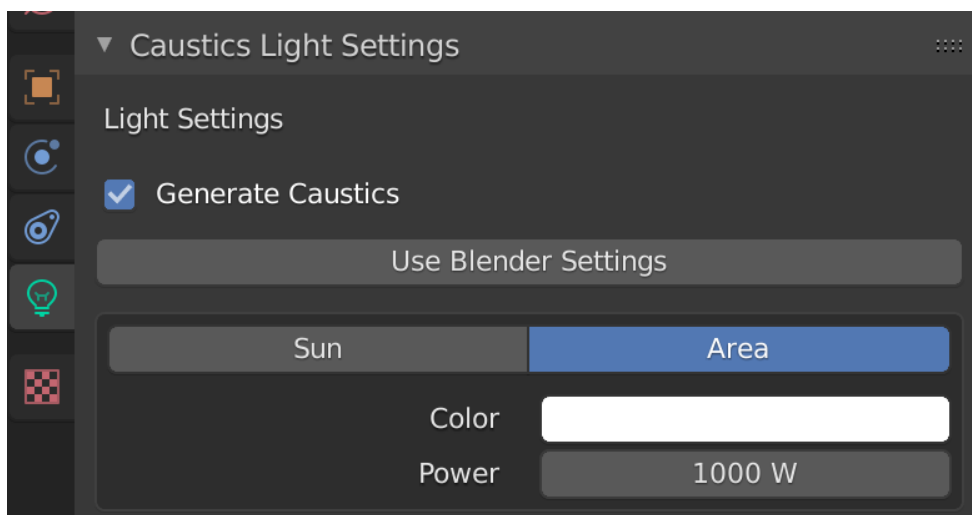 Caustics Light Settings
Light Settings
Generate Caustics
Use Blender Settings
Sun Area
Color
Power 1000 W